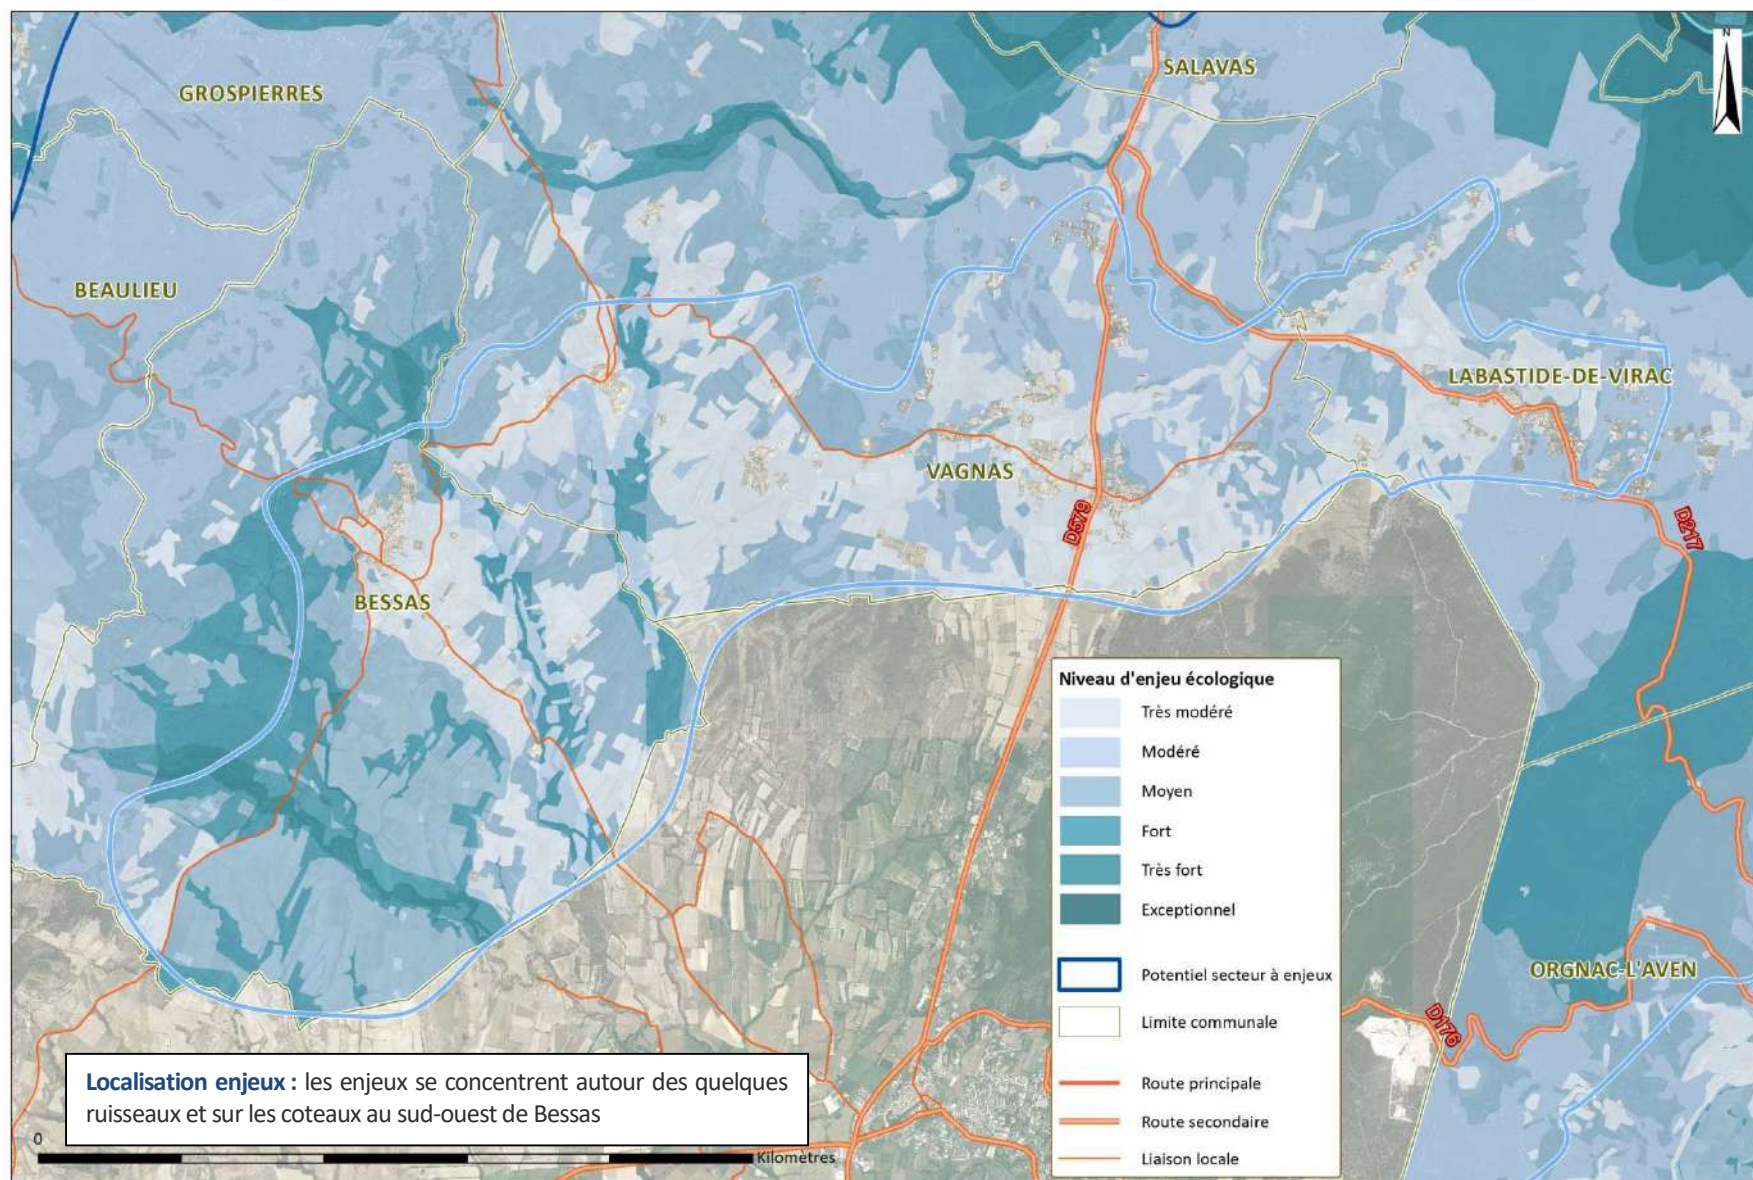 N
SALAVAS
GROSPIERRES
BEAULIEU
LABASTIDE-DE-VIRAC
VAGNAS
D579
D217
BESSAS
Niveau d'enjeu écologique
Très modéré
Modéré
Moyen
Fort
Très fort
Exceptionnel
Potentiel secteur à enjeux
Limite communale
Route principale
Route secondaire
Liaison locale
ORGNAC-L'AVEN
D176
Localisation enjeux : les enjeux se concentrent autour des quelques
ruisseaux et sur les coteaux au sud-ouest de Bessas
0
Kilomètres